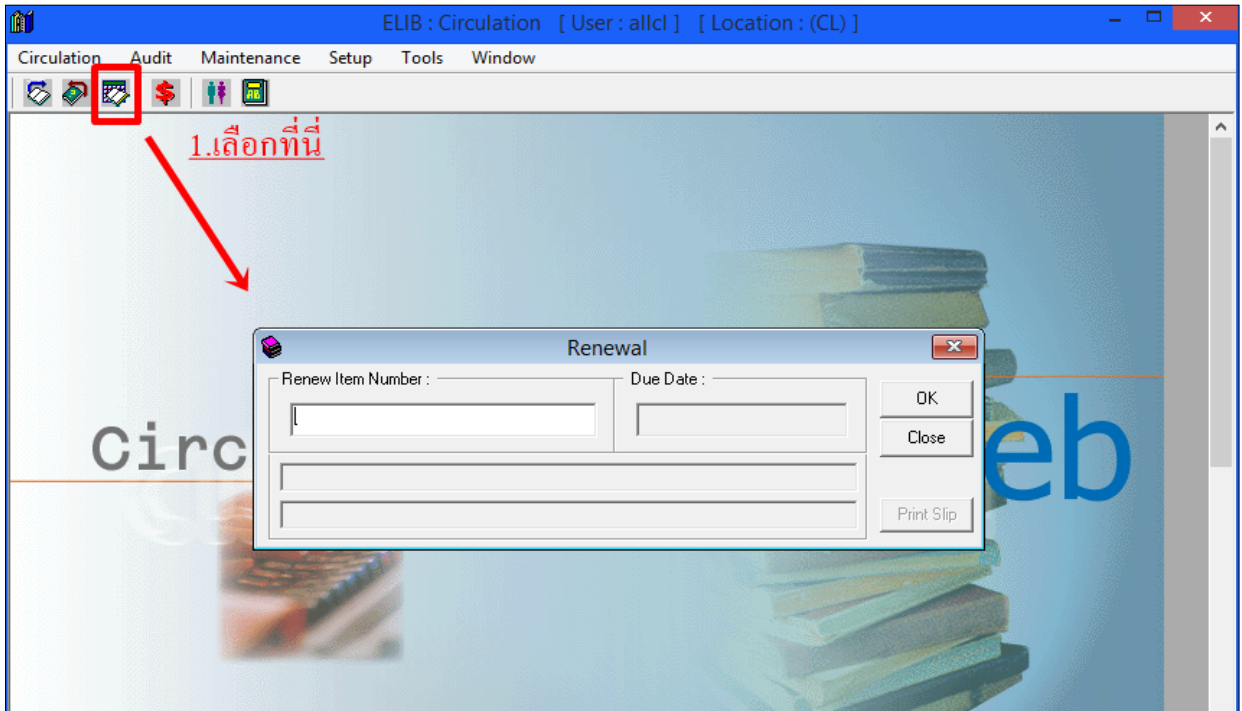 ELIB : Circulation [ User : allcl ] [ Location : (CL) ]
Circulation Audit Maintenance Setup Tools Window
1.เลือกที่นี่
Renewal
Renew Item Number : Due Date :
OK
Close
Circ eb
Print Slip